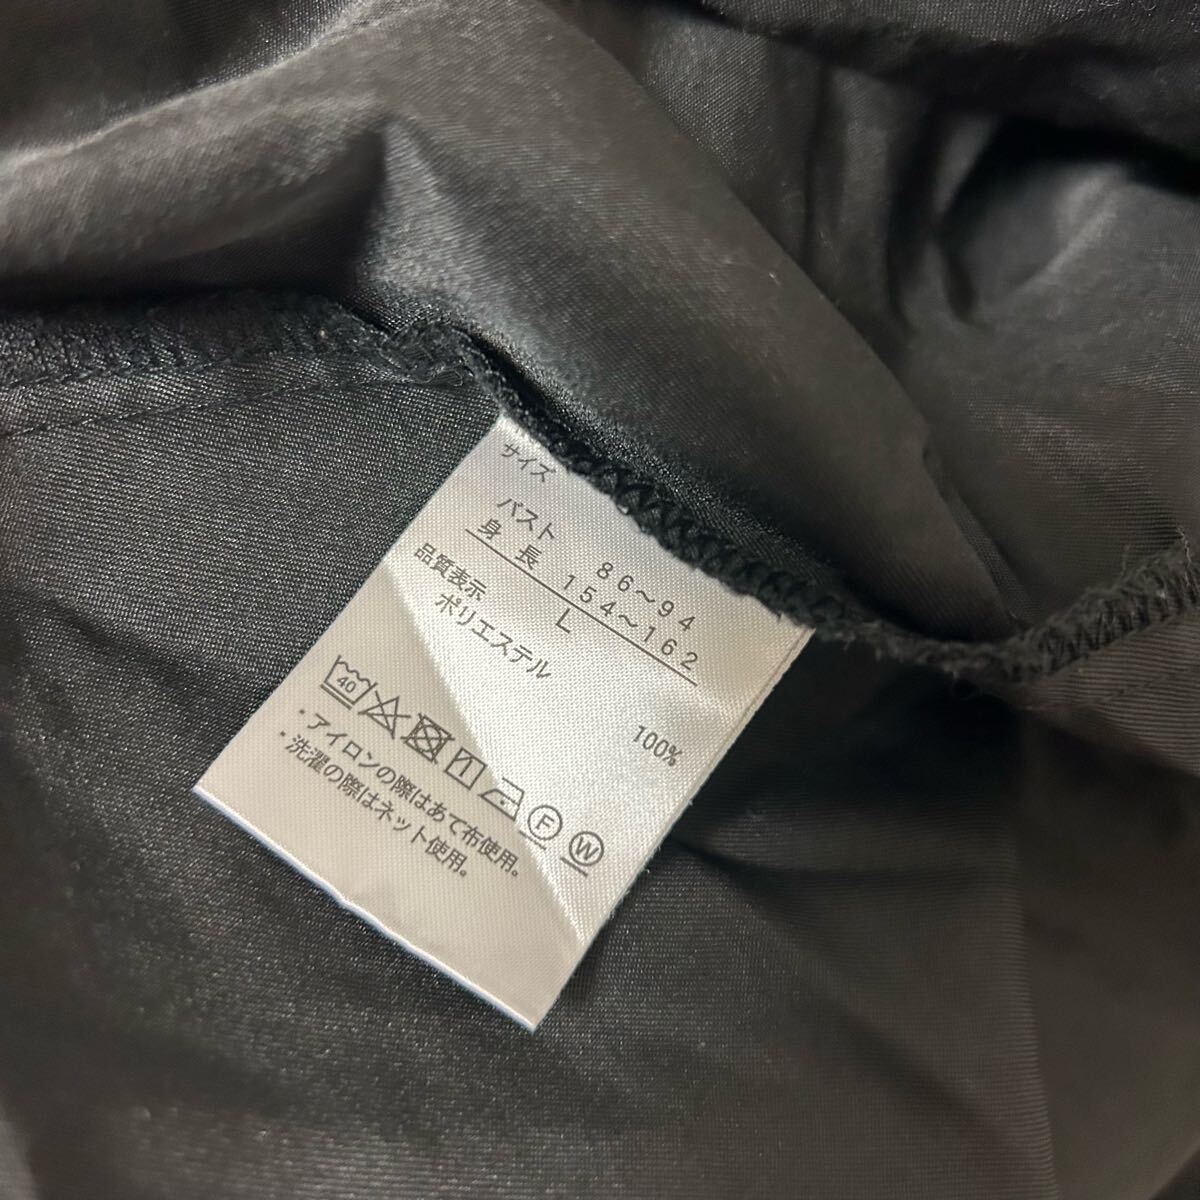 サイズ
バスト 86～94
身長 154～162
L
品質表示
ポリエステル 100%
40
F W
・アイロンの際はあて布使用。
・洗濯の際はネット使用。